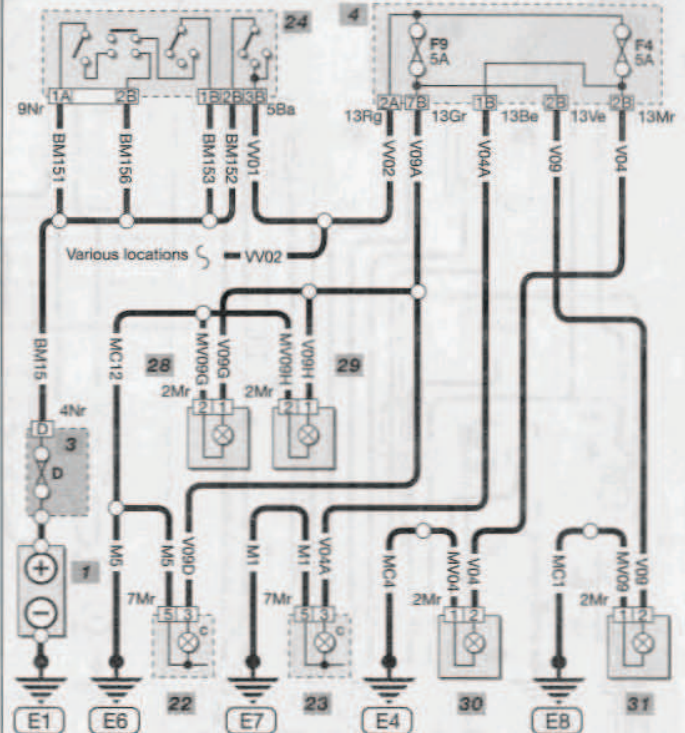 24
4
F9 5A
F4 5A
1A 2B 1B 2B 3B
9Nr 5Ba
2A 7B 1B 2B 2B
13Rg 13Gr 13Be 13Ve 13Mr
BM151 BM156 BM153 BM152 VV01 VV02 V09A V04A V09 V04
Various locations VV02
BM15 MC12 MV09G V09G MV09H V09H
28 29
2Mr 2Mr
2 1 2 1
4Nr
D
3
D
1
+
−
M5 M5 V09D M1 M1 V04A MC4 MV04 V04 MC1 MV09 V09
7Mr 7Mr 2Mr 2Mr
5 3 5 3 1 2 1 2
c c
22 23 30 31
E1 E6 E7 E4 E8